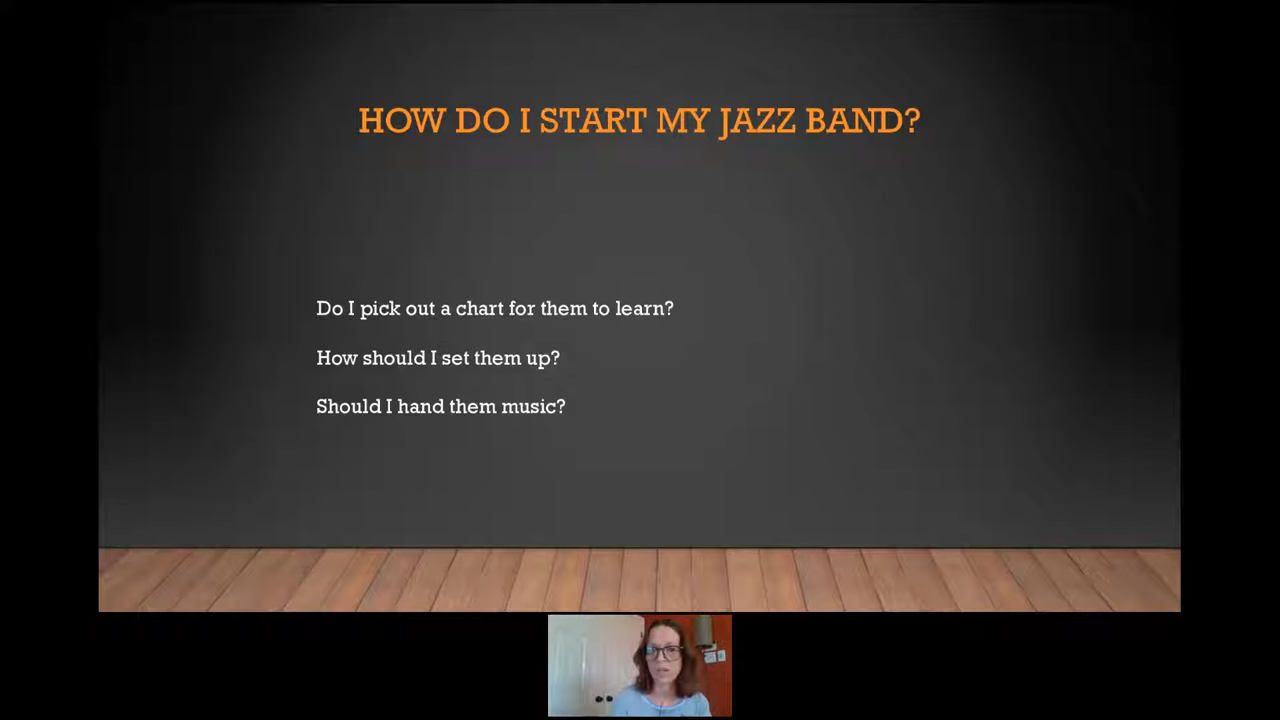 HOW DO I START MY JAZZ BAND?
Do I pick out a chart for them to learn?
How should I set them up?
Should I hand them music?